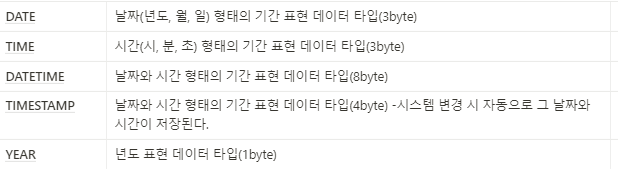 DATE 날짜(년도, 월, 일) 형태의 기간 표현 데이터 타입(3byte)
TIME 시간(시, 분, 초) 형태의 기간 표현 데이터 타입(3byte)
DATETIME 날짜와 시간 형태의 기간 표현 데이터 타입(8byte)
TIMESTAMP 날짜와 시간 형태의 기간 표현 데이터 타입(4byte) -시스템 변경 시 자동으로 그 날짜와
시간이 저장된다.
YEAR 년도 표현 데이터 타입(1byte)